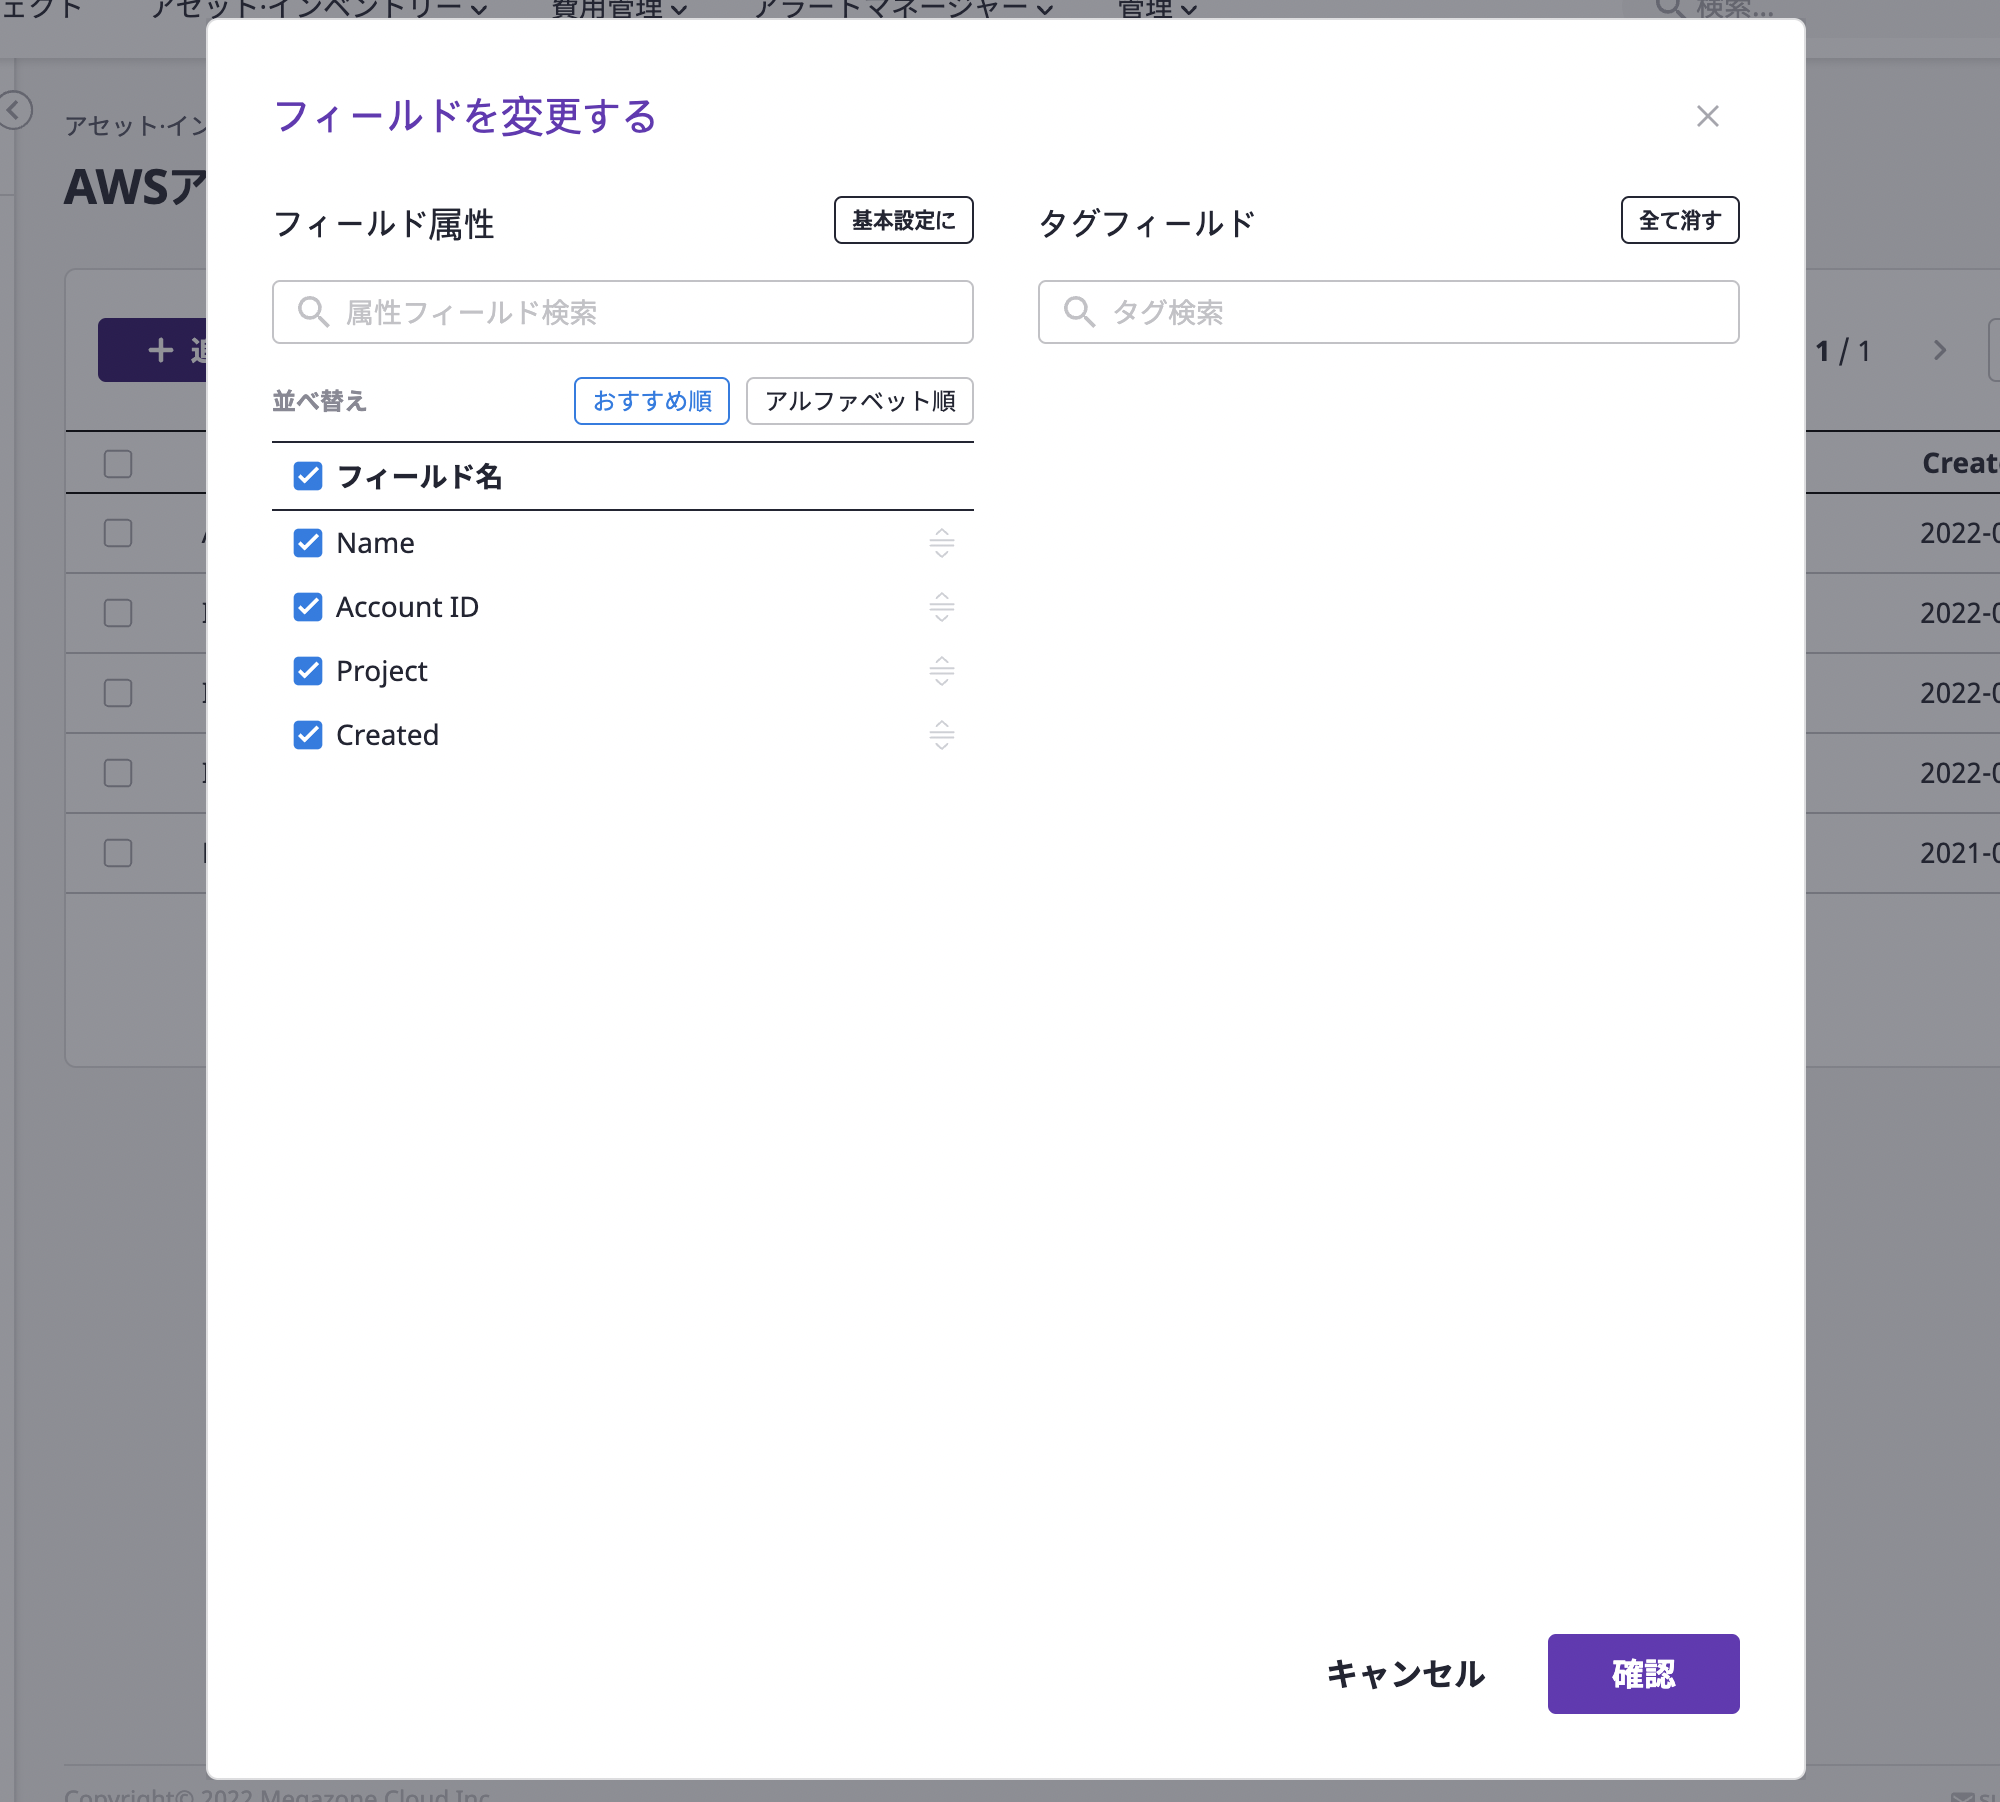 アセット·インベントリー 費用管理 アラートマネージャー 管理 検索...
アセット·イン
AWSア
フィールドを変更する
フィールド属性 基本設定に タグフィールド 全て消す
属性フィールド検索 タグ検索
1 / 1
並べ替え おすすめ順 アルファベット順
フィールド名
Creat
Name
2022-0
Account ID
2022-0
Project
2022-0
Created
2022-0
2021-0
キャンセル 確認
Copyright© 2022 Megazone Cloud Inc